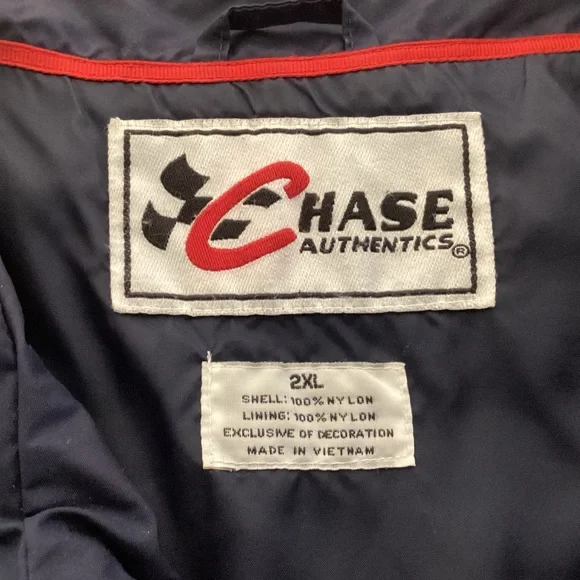 CHASE
AUTHENTICS®
2XL
SHELL: 100% NYLON
LINING: 100% NYLON
EXCLUSIVE OF DECORATION
MADE IN VIETNAM